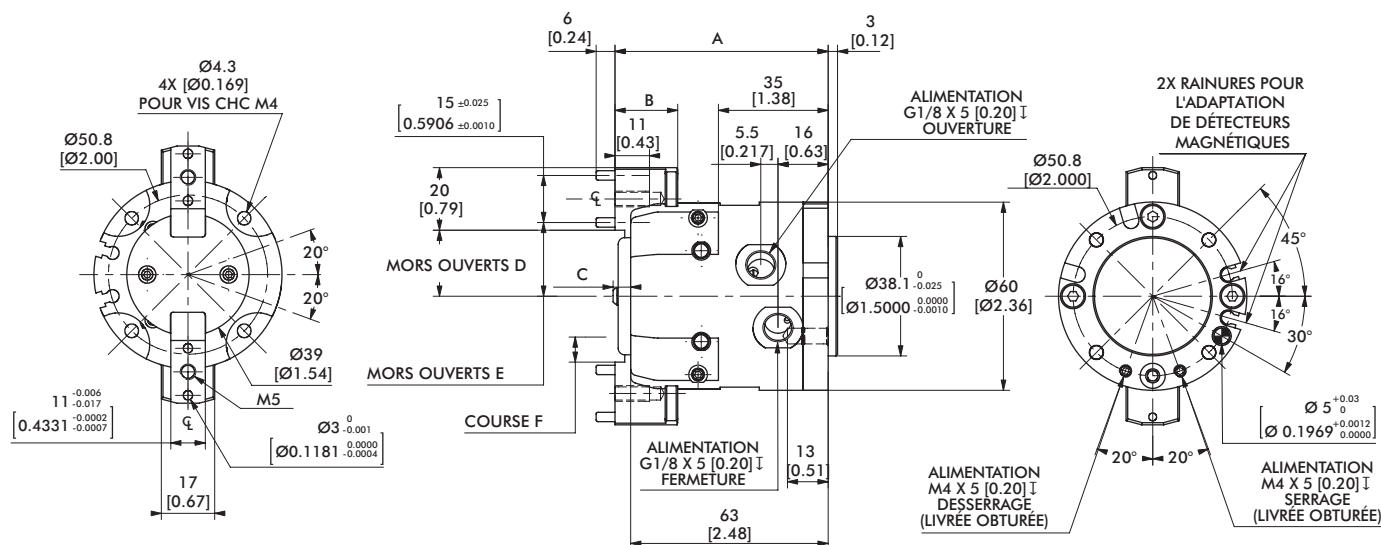 Ø4.3
4X [Ø0.169]
POUR VIS CHC M4
Ø50.8
[Ø2.00]
20°
20°
Ø39
[Ø1.54]
M5
11 -0.006 -0.017
[0.4331 -0.0002 -0.0007]
℄
Ø3 0 -0.001
[Ø0.1181 0.0000 -0.0004]
17
[0.67]
6
[0.24]
A
3
[0.12]
15 ±0.025
[0.5906 ±0.0010]
B
35
[1.38]
11
[0.43]
5.5
[0.217]
16
[0.63]
ALIMENTATION
G1/8 X 5 [0.20]↧
OUVERTURE
20
[0.79]
℄
MORS OUVERTS D
C
Ø38.1 0 -0.025
[Ø1.5000 0.0000 -0.0010]
Ø60
[Ø2.36]
MORS OUVERTS E
COURSE F
ALIMENTATION
G1/8 X 5 [0.20]↧
FERMETURE
13
[0.51]
63
[2.48]
2X RAINURES POUR
L'ADAPTATION
DE DÉTECTEURS
MAGNÉTIQUES
Ø50.8
[Ø2.000]
45°
16°
16°
30°
Ø 5 +0.03 0
[Ø 0.1969 +0.0012 0.0000]
20°
20°
ALIMENTATION
M4 X 5 [0.20]↧
DESSERRAGE
(LIVRÉE OBTURÉE)
ALIMENTATION
M4 X 5 [0.20]↧
SERRAGE
(LIVRÉE OBTURÉE)